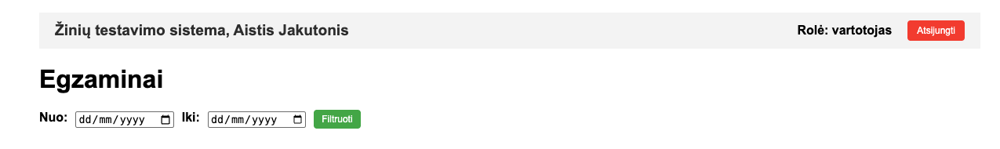 Žinių testavimo sistema, Aistis Jakutonis Rolė: vartotojas Atsijungti
Egzaminai
Nuo: dd/mm/yyyy Iki: dd/mm/yyyy Filtruoti